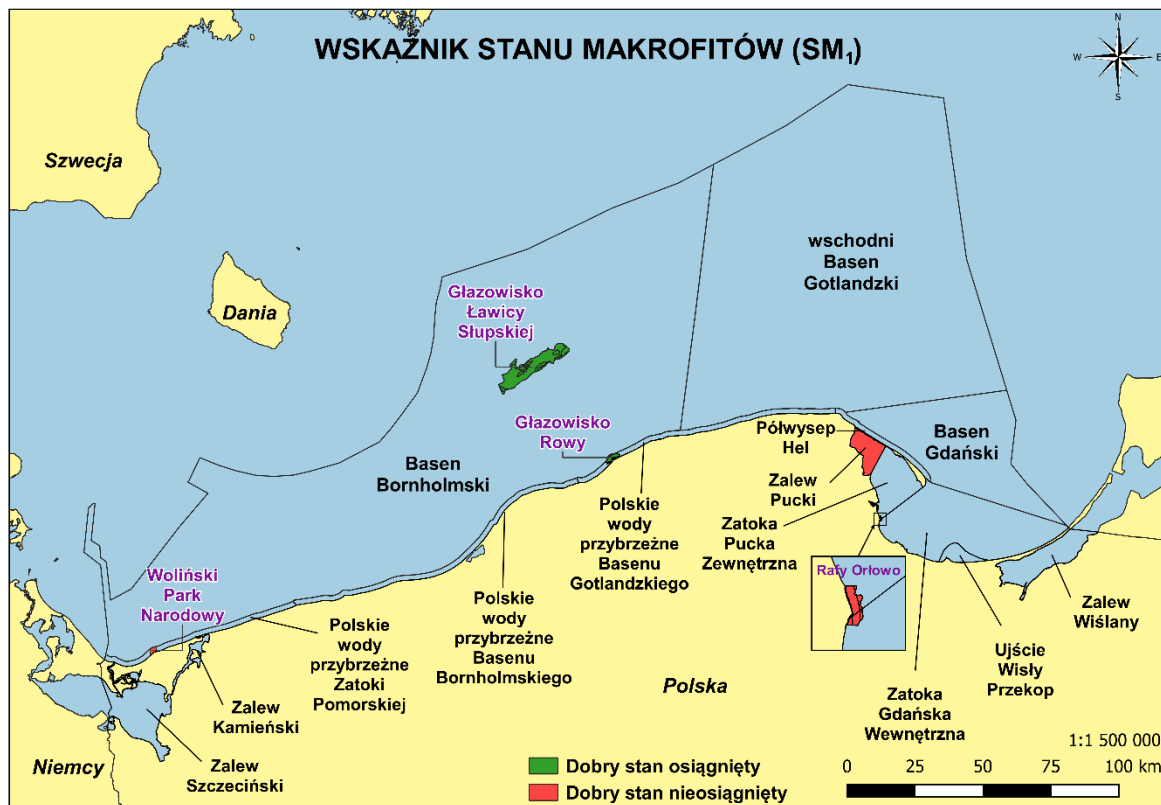 WSKAŹNIK STANU MAKROFITÓW (SM₁)
N
W
E
S
Szwecja
wschodni
Basen
Gotlandzki
Dania
Głazowisko
Ławicy
Słupskiej
Głazowisko
Rowy
Półwysep
Hel
Basen
Gdański
Basen
Bornholmski
Zalew
Pucki
Polskie
wody
przybrzeżne
Basenu
Gotlandzkiego
Zatoka
Pucka
Zewnętrzna
Rafy Orłowo
Woliński
Park
Narodowy
Polskie
wody
przybrzeżne
Zatoki
Pomorskiej
Polskie
wody
przybrzeżne
Basenu
Bornholmskiego
Zalew
Wiślany
Ujście
Wisły
Przekop
Polska
Zatoka
Gdańska
Wewnętrzna
Zalew
Kamieński
Zalew
Szczeciński
Niemcy
Dobry stan osiągnięty
Dobry stan nieosiągnięty
1:1 500 000
0 25 50 75 100 km